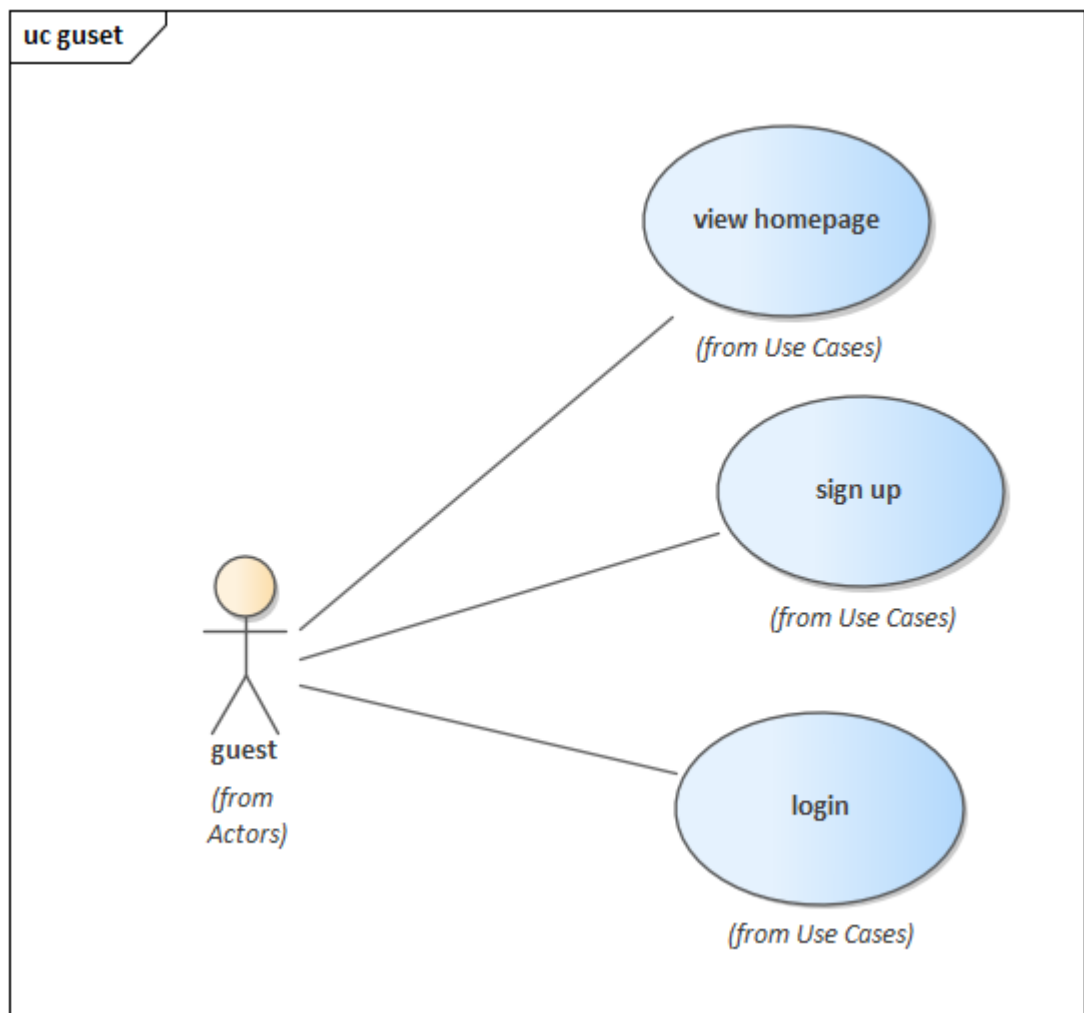 uc guset
view homepage
(from Use Cases)
sign up
(from Use Cases)
guest
(from
Actors)
login
(from Use Cases)